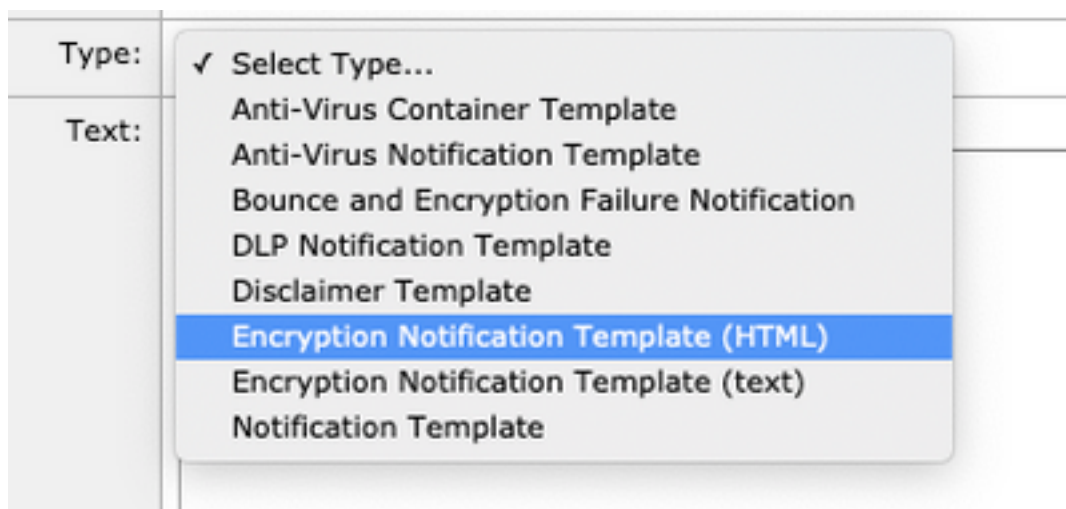 Type:
✓ Select Type...
Anti-Virus Container Template
Text:
Anti-Virus Notification Template
Bounce and Encryption Failure Notification
DLP Notification Template
Disclaimer Template
Encryption Notification Template (HTML)
Encryption Notification Template (text)
Notification Template